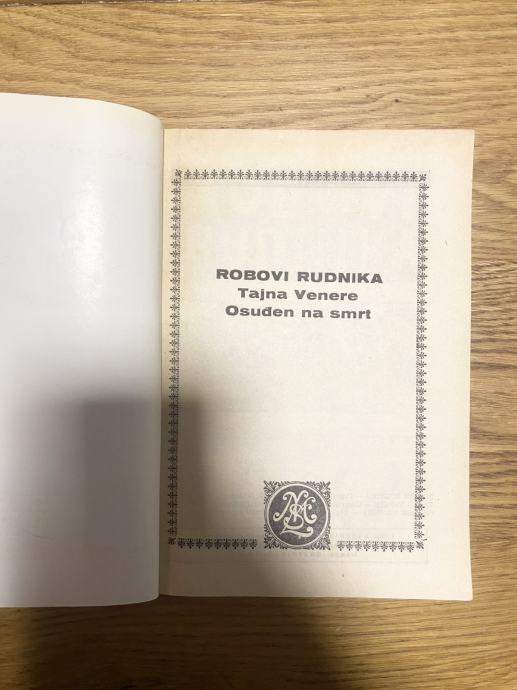 ROBOVI RUDNIKA
Tajna Venere
Osuđen na smrt